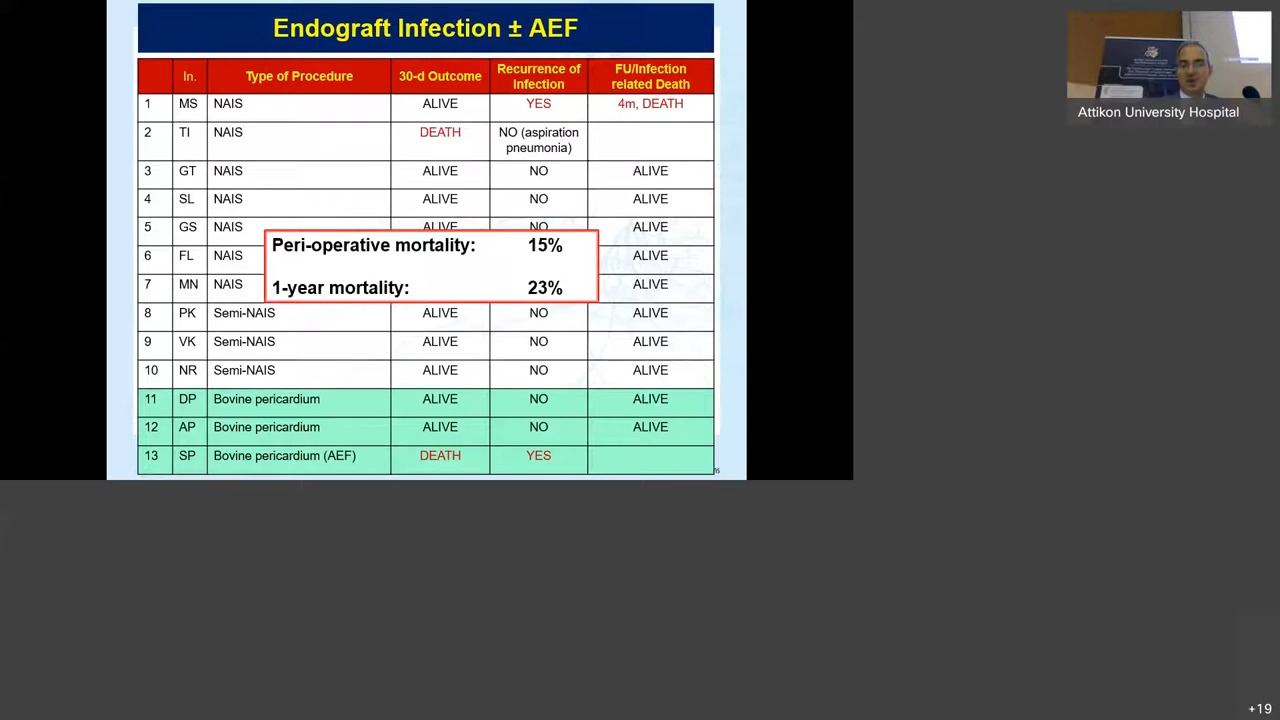 Endograft Infection ± AEF
In. Type of Procedure 30-d Outcome Recurrence of Infection FU/Infection related Death
1 MS NAIS ALIVE YES 4m, DEATH
2 TI NAIS DEATH NO (aspiration pneumonia)
3 GT NAIS ALIVE NO ALIVE
4 SL NAIS ALIVE NO ALIVE
5 GS NAIS ALIVE NO ALIVE
6 FL NAIS ALIVE
7 MN NAIS ALIVE
Peri-operative mortality: 15%
1-year mortality: 23%
8 PK Semi-NAIS ALIVE NO ALIVE
9 VK Semi-NAIS ALIVE NO ALIVE
10 NR Semi-NAIS ALIVE NO ALIVE
11 DP Bovine pericardium ALIVE NO ALIVE
12 AP Bovine pericardium ALIVE NO ALIVE
13 SP Bovine pericardium (AEF) DEATH YES
Attikon University Hospital
+19